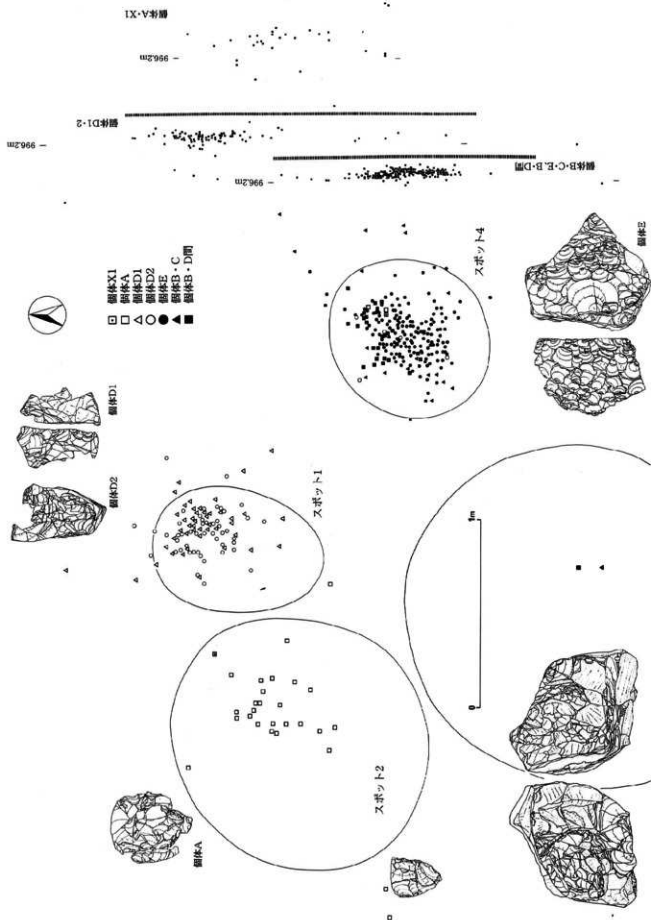 個体A・X1
996.2m
個体D1・2
996.2m
個体B・C・E, B・D間
996.2m
個体X1
個体A
個体D1
個体D2
個体E
個体B・C
個体B・D間
個体D1
個体D2
スポット4
個体E
スポット1
スポット2
個体A
0
1m